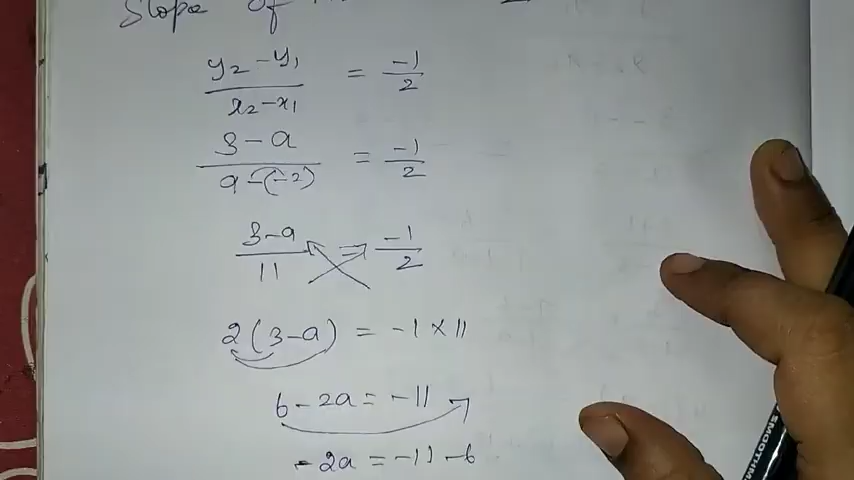 Slope of
y₂-y₁ / x₂-x₁ = -1/2
3-a / 9-(-2) = -1/2
3-a / 11 = -1/2
2(3-a) = -1×11
6-2a = -11
-2a = -11-6
SMOOTH